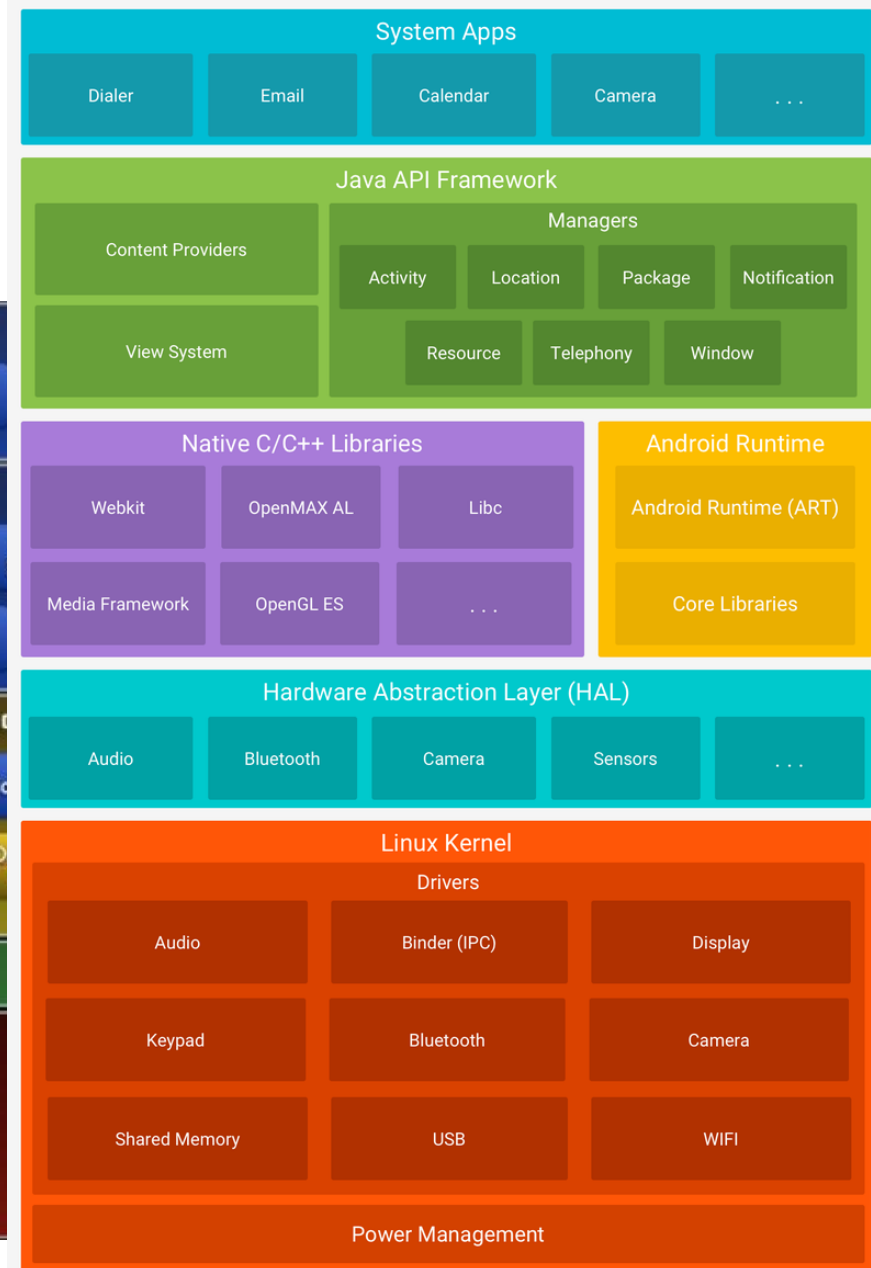 System Apps
Dialer
Email
Calendar
Camera
. . .
Java API Framework
Content Providers
View System
Managers
Activity
Location
Package
Notification
Resource
Telephony
Window
Native C/C++ Libraries
Webkit
OpenMAX AL
Libc
Media Framework
OpenGL ES
. . .
Android Runtime
Android Runtime (ART)
Core Libraries
Hardware Abstraction Layer (HAL)
Audio
Bluetooth
Camera
Sensors
. . .
Linux Kernel
Drivers
Audio
Binder (IPC)
Display
Keypad
Bluetooth
Camera
Shared Memory
USB
WIFI
Power Management